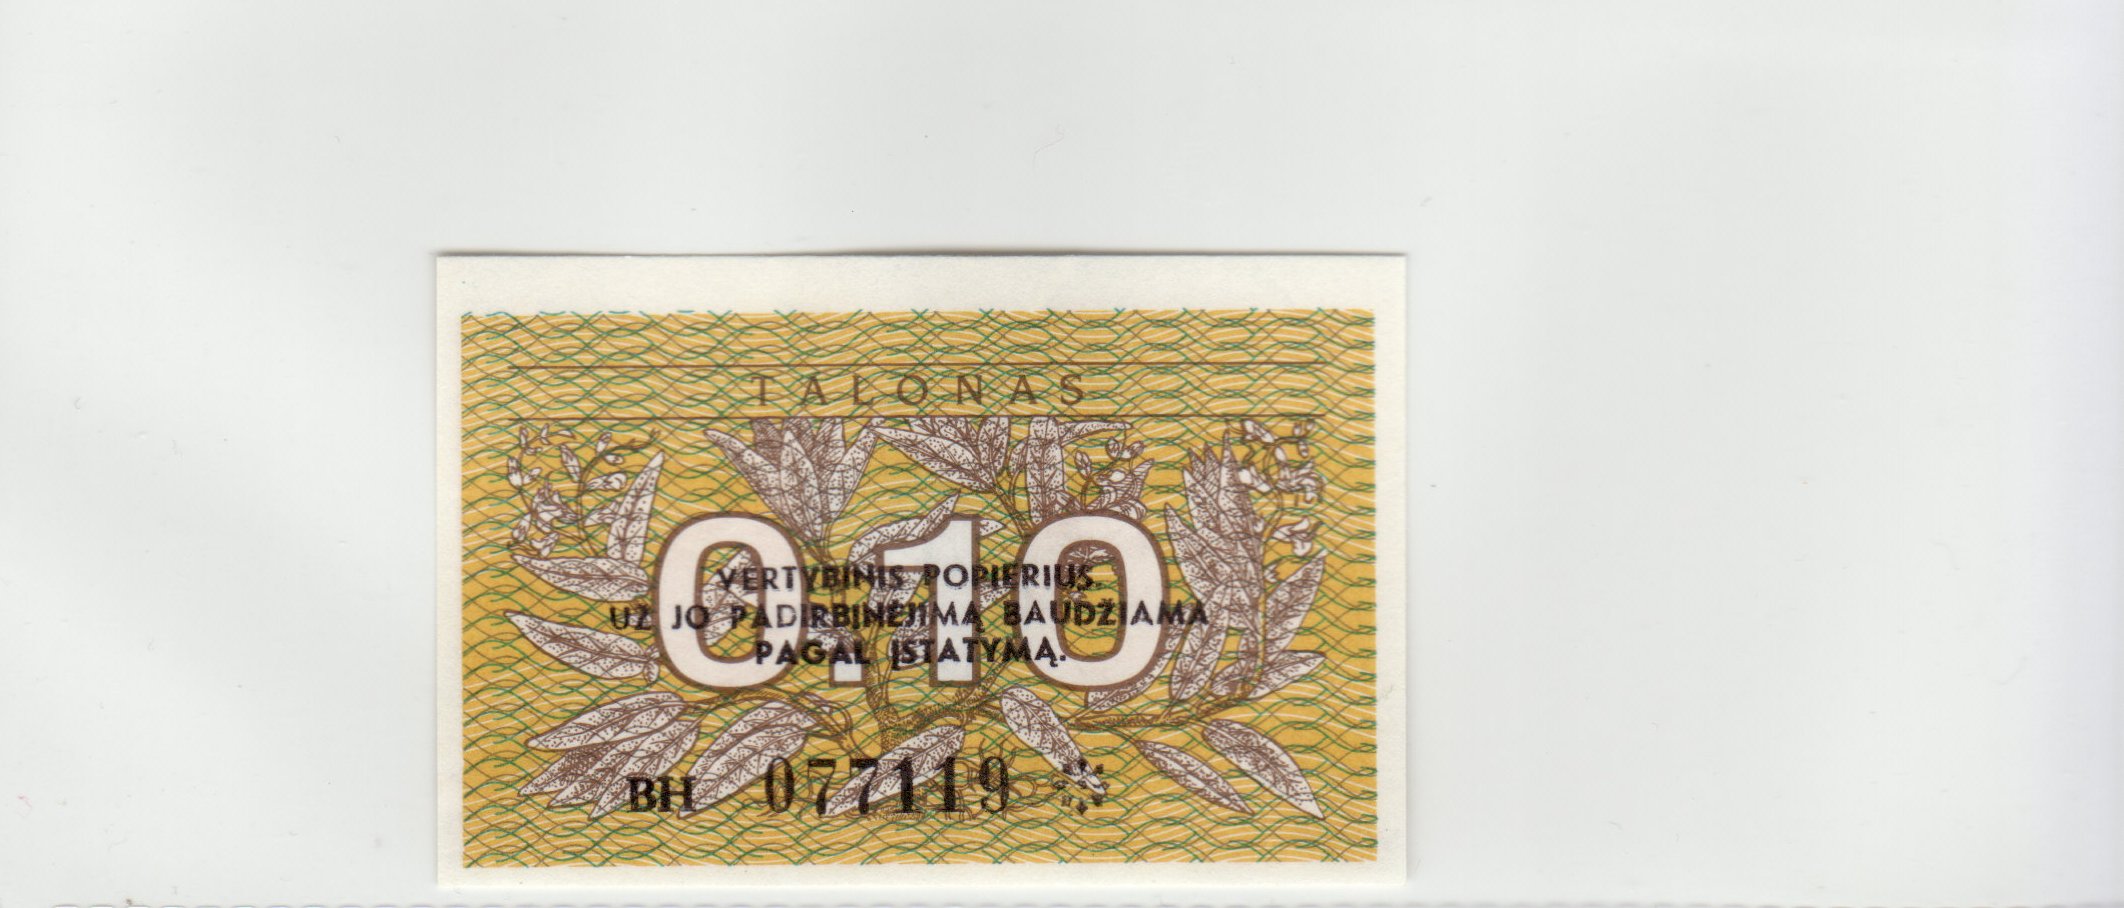 TALONAS
0.10
VERTYBINIS POPIERIUS.
UŽ JO PADIRBINĖJIMĄ BAUDŽIAMA
PAGAL ĮSTATYMĄ.
BH 077119